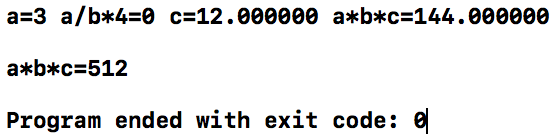 a=3 a/b*4=0 c=12.000000 a*b*c=144.000000
a*b*c=512
Program ended with exit code: 0